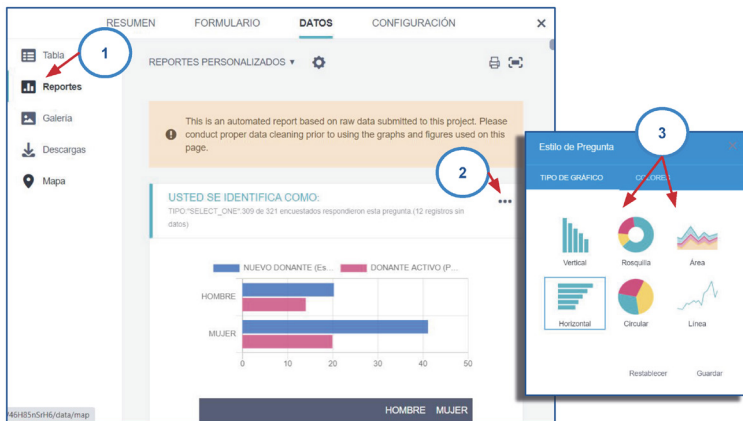 RESUMEN FORMULARIO DATOS CONFIGURACIÓN ×
Tabla
1
Reportes
Galería
Descargas
Mapa
REPORTES PERSONALIZADOS ▾
This is an automated report based on raw data submitted to this project. Please
conduct proper data cleaning prior to using the graphs and figures used on this
page.
2
USTED SE IDENTIFICA COMO:
TIPO:"SELECT_ONE".309 de 321 encuestados respondieron esta pregunta (12 registros sin
datos)
NUEVO DONANTE (Es... DONANTE ACTIVO (P...
HOMBRE
MUJER
0 10 20 30 40 50
HOMBRE MUJER
/46H85nSrH6/data/map
3
Estilo de Pregunta ×
TIPO DE GRÁFICO COLORES
Vertical Rosquilla Área
Horizontal Circular Línea
Restablecer Guardar